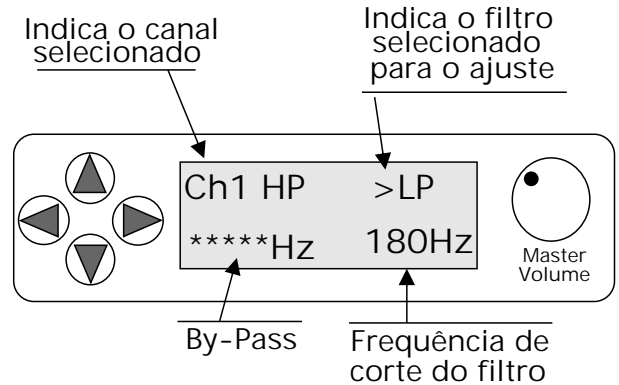 Indica o canal
selecionado
Indica o filtro
selecionado
para o ajuste
Ch1 HP >LP
*****Hz 180Hz
Master
Volume
By-Pass
Frequência de
corte do filtro